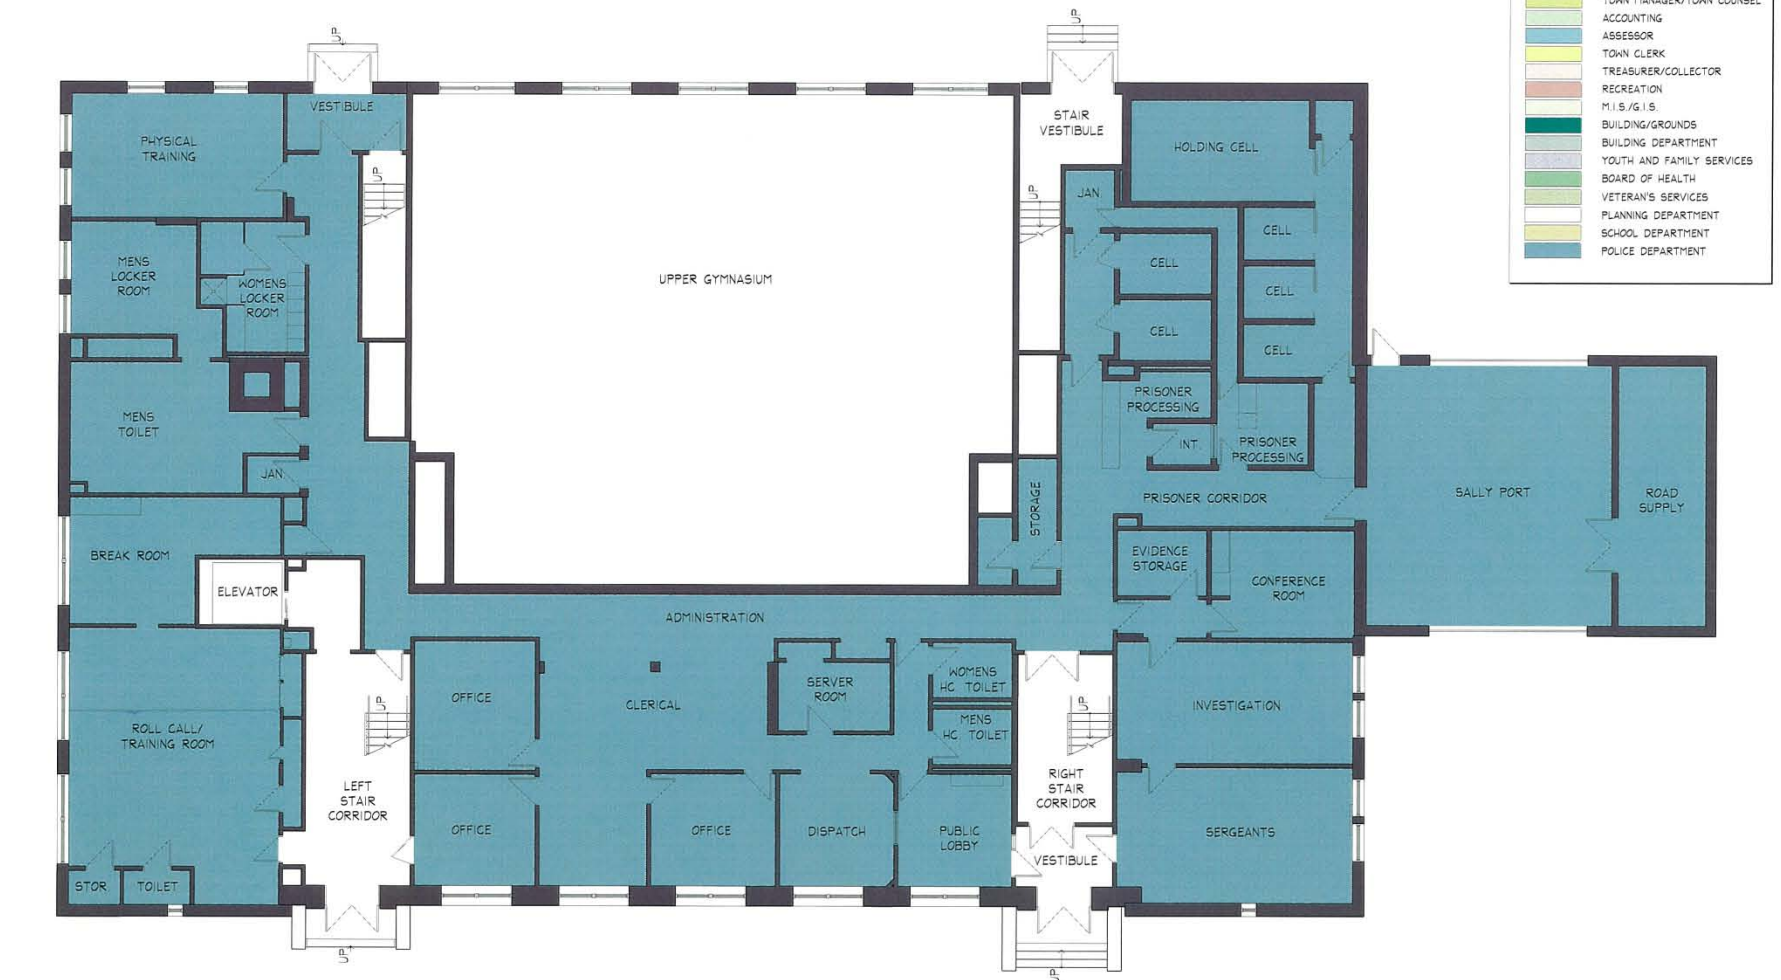 TOWN MANAGER/TOWN COUNSEL
ACCOUNTING
ASSESSOR
TOWN CLERK
TREASURER/COLLECTOR
RECREATION
M.I.S./G.I.S.
BUILDING/GROUNDS
BUILDING DEPARTMENT
YOUTH AND FAMILY SERVICES
BOARD OF HEALTH
VETERAN'S SERVICES
PLANNING DEPARTMENT
SCHOOL DEPARTMENT
POLICE DEPARTMENT
UP
UP
VESTIBULE
STAIR
VESTIBULE
PHYSICAL
TRAINING
HOLDING CELL
UP
UP
JAN
CELL
MENS
LOCKER
ROOM
WOMENS
LOCKER
ROOM
UPPER GYMNASIUM
CELL
CELL
CELL
CELL
MENS
TOILET
PRISONER
PROCESSING
INT
PRISONER
PROCESSING
JAN
STORAGE
PRISONER CORRIDOR
SALLY PORT
ROAD
SUPPLY
BREAK ROOM
EVIDENCE
STORAGE
ELEVATOR
CONFERENCE
ROOM
ADMINISTRATION
OFFICE
CLERICAL
SERVER
ROOM
WOMENS
HC TOILET
UP
UP
INVESTIGATION
ROLL CALL/
TRAINING ROOM
MENS
HC TOILET
LEFT
STAIR
CORRIDOR
RIGHT
STAIR
CORRIDOR
OFFICE
OFFICE
DISPATCH
PUBLIC
LOBBY
SERGEANTS
VESTIBULE
STOR
TOILET
UP
UP